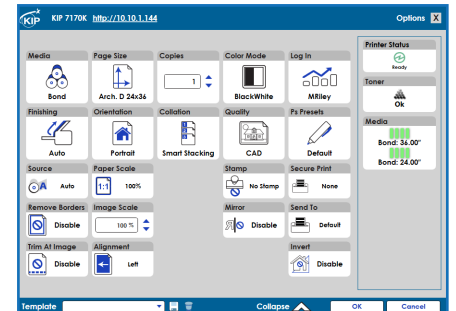 KIP KIP 7170K http://10.10.1.144 Options X
Media Page Size Copies Color Mode Log In
Bond Arch. D 24x36 1 BlackWhite MRiley
Finishing Orientation Collation Quality Ps Presets
Auto Portrait Smart Stacking CAD Default
Source Paper Scale Stamp Secure Print
A Auto 1:1 100% No Stamp None
Remove Borders Image Scale Mirror Send To
Disable 100 % Disable Default
Trim At Image Alignment Invert
Disable Left Disable
Printer Status
Ready
Toner
Ok
Media
Bond: 36.00"
Bond: 24.00"
Template Collapse OK Cancel